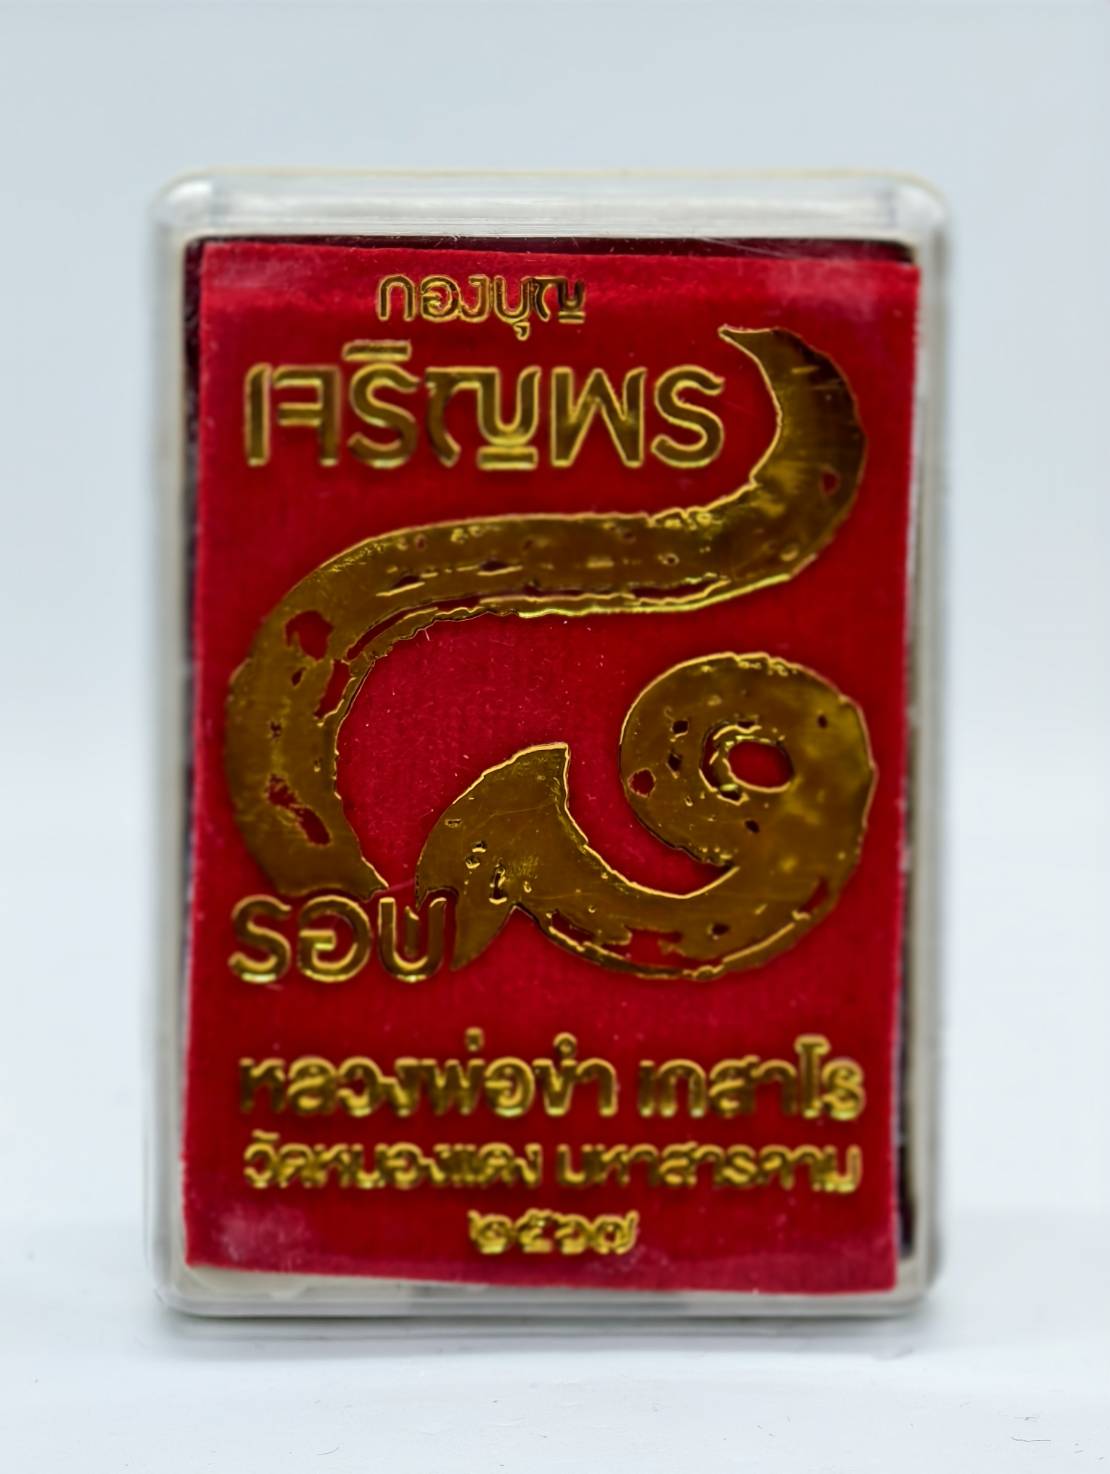 กองบุญ
เจริญพร
๘
รอบ
หลวงพ่อขำ เกสาโร
วัดหนองแดง มหาสารคาม
๒๕๖๗